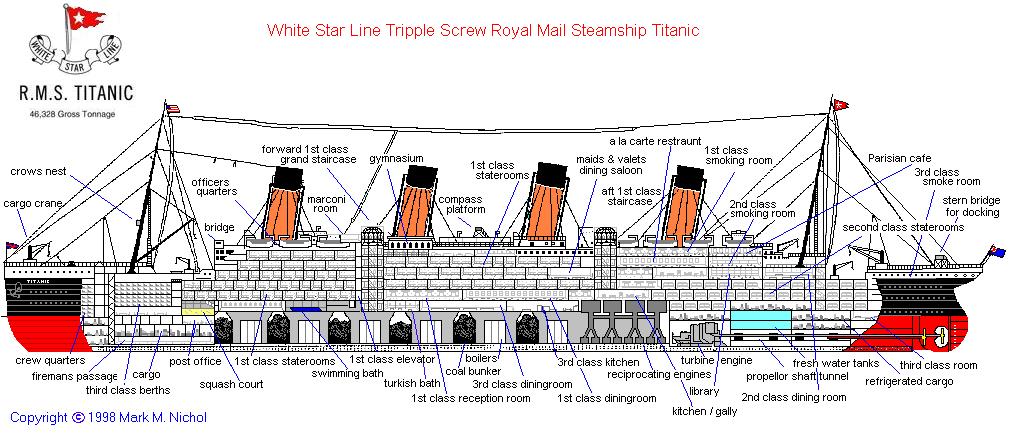 White Star Line Tripple Screw Royal Mail Steamship Titanic
WHITE STAR LINE
R.M.S. TITANIC
46,328 Gross Tonnage
crows nest
cargo crane
officers
quarters
bridge
forward 1st class
grand staircase
marconi
room
gymnasium
compass
platform
1st class
staterooms
maids & valets
dining saloon
a la carte restraunt
aft 1st class
staircase
1st class
smoking room
2nd class
smoking room
Parisian cafe
3rd class
smoke room
stern bridge
for docking
second class staterooms
TITANIC
crew quarters
firemans passage
third class berths
cargo
post office
squash court
1st class staterooms
swimming bath
1st class elevator
turkish bath
coal bunker
boilers
1st class reception room
3rd class diningroom
3rd class kitchen
1st class diningroom
reciprocating engines
kitchen / gally
library
turbine engine
propellor shaft tunnel
2nd class dining room
fresh water tanks
refrigerated cargo
third class room
Copyright © 1998 Mark M. Nichol